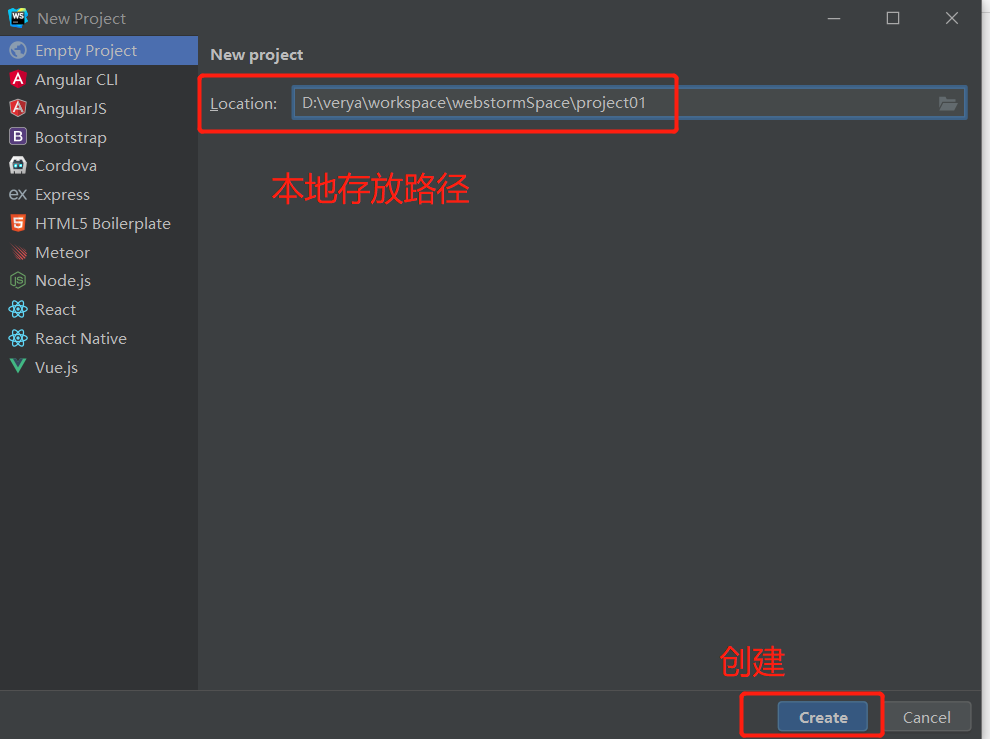 New Project
Empty Project
Angular CLI
AngularJS
Bootstrap
Cordova
Express
HTML5 Boilerplate
Meteor
Node.js
React
React Native
Vue.js
New project
Location: D:\verya\workspace\webstormSpace\project01
本地存放路径
创建
Create Cancel